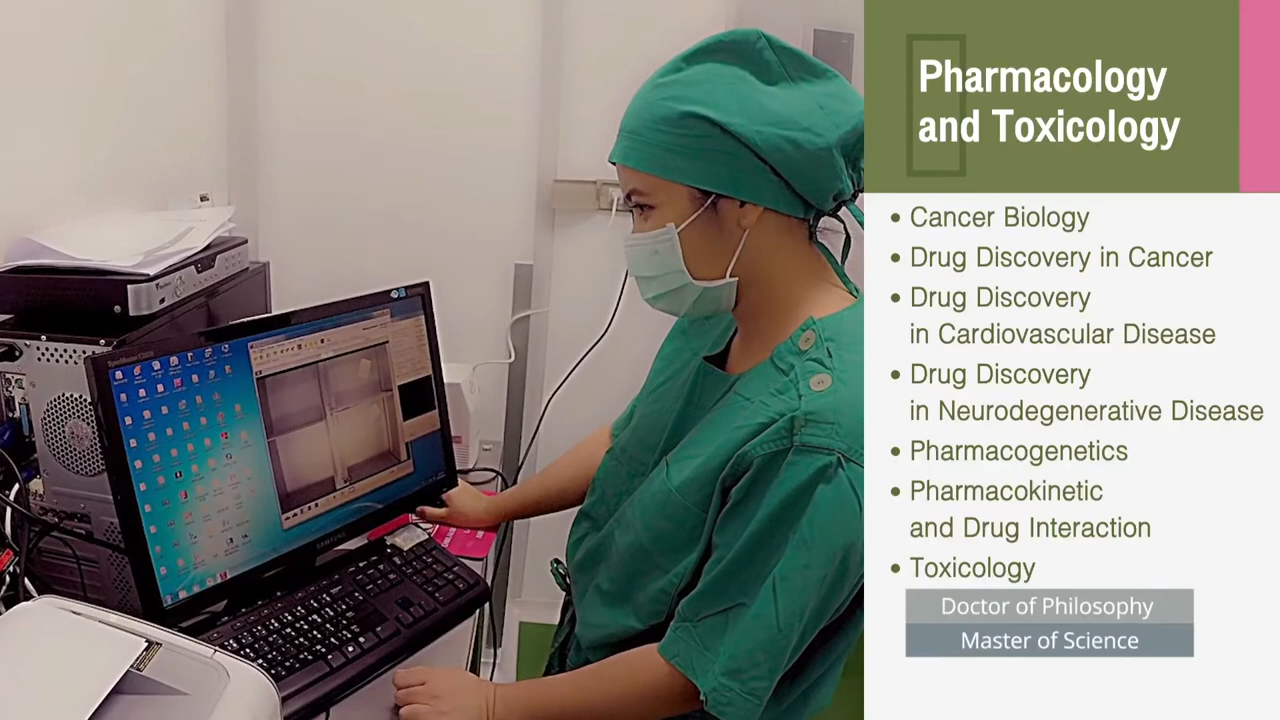 Pharmacology
and Toxicology
• Cancer Biology
• Drug Discovery in Cancer
• Drug Discovery
in Cardiovascular Disease
• Drug Discovery
in Neurodegenerative Disease
• Pharmacogenetics
• Pharmacokinetic
and Drug Interaction
• Toxicology
Doctor of Philosophy
Master of Science
SAMSUNG